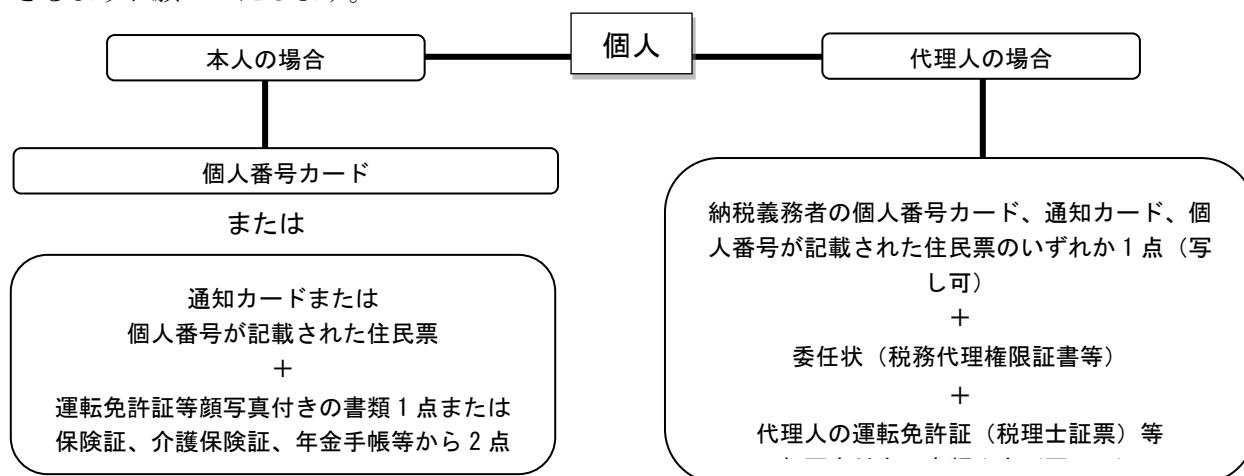 個人
本人の場合
代理人の場合
個人番号カード
または
通知カードまたは
個人番号が記載された住民票
＋
運転免許証等顔写真付きの書類１点または
保険証、介護保険証、年金手帳等から２点
納税義務者の個人番号カード、通知カード、個
人番号が記載された住民票のいずれか１点（写
し可）
＋
委任状（税務代理権限証書等）
＋
代理人の運転免許証（税理士証票）等